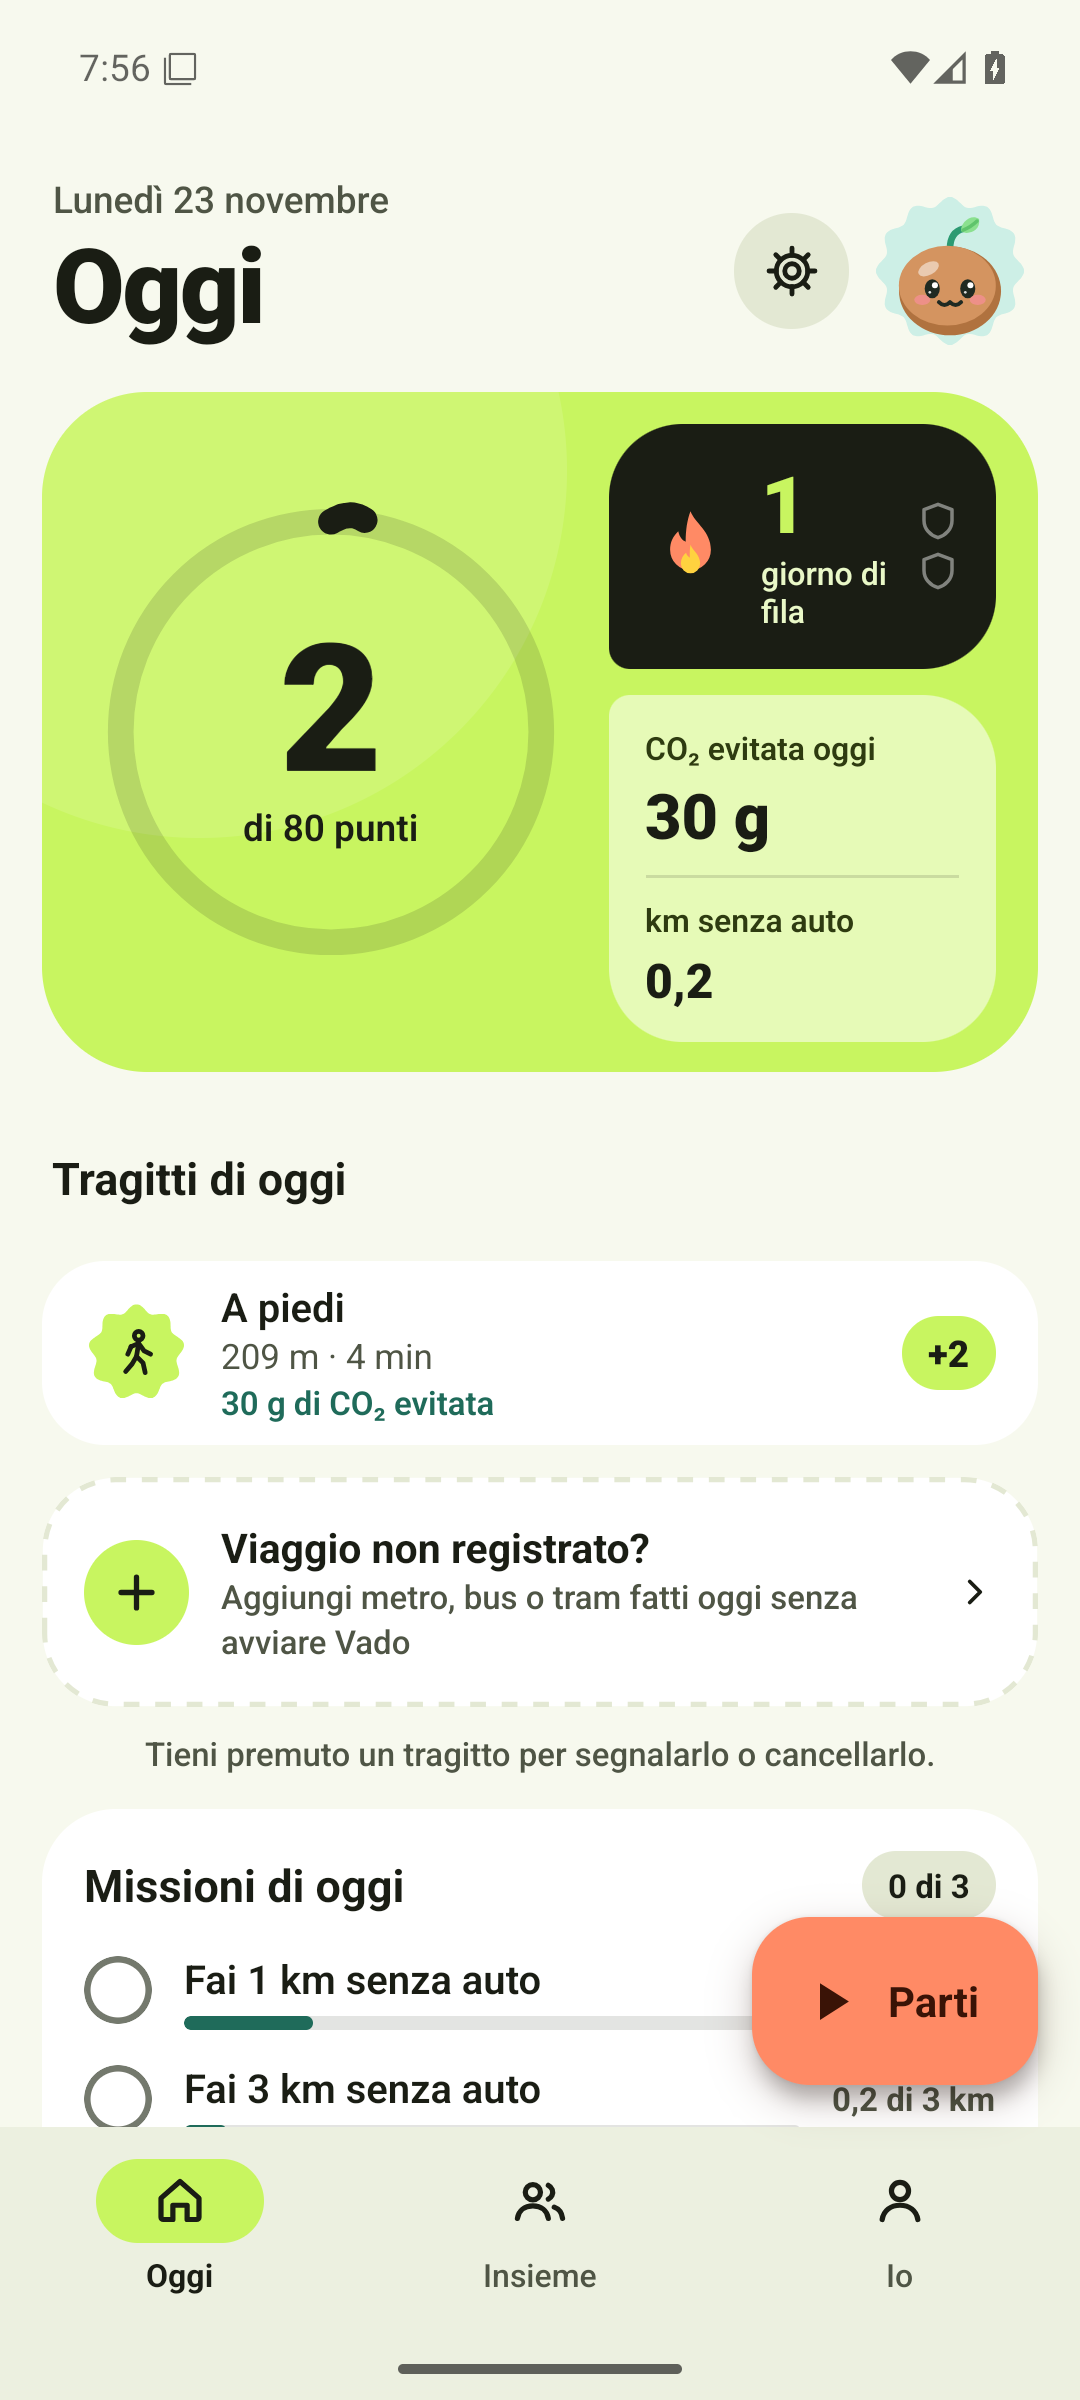 7:56
Lunedì 23 novembre
Oggi
2
di 80 punti
1
giorno di
fila
CO₂ evitata oggi
30 g
km senza auto
0,2
Tragitti di oggi
A piedi
209 m · 4 min
30 g di CO₂ evitata
+2
Viaggio non registrato?
Aggiungi metro, bus o tram fatti oggi senza
avviare Vado
Tieni premuto un tragitto per segnalarlo o cancellarlo.
Missioni di oggi
0 di 3
Fai 1 km senza auto
Parti
Fai 3 km senza auto
0,2 di 3 km
Oggi
Insieme
Io